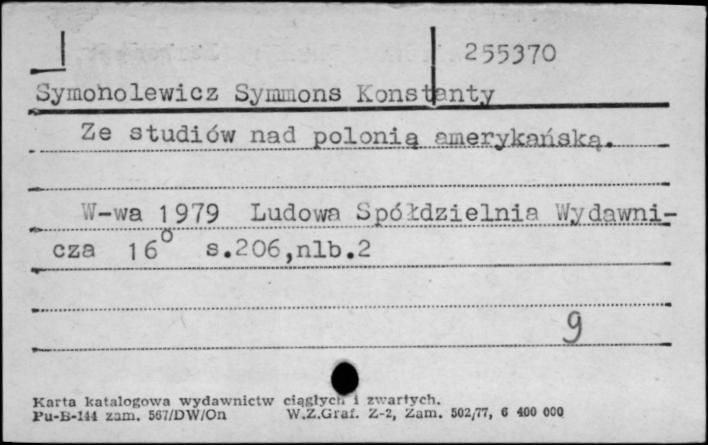 255370
Symonolewicz Symmons Konstanty
Ze studiów nad polonią amerykańską.
W-wa 1979 Ludowa Spółdzielnia Wydawni-
cza 16° s.206,nlb.2
9
Karta katalogowa wydawnictw ciągłych i zwartych.
Pu-B-144 zam. 567/DW/On W.Z.Graf. Z-2, Zam. 502/77, 6 400 000